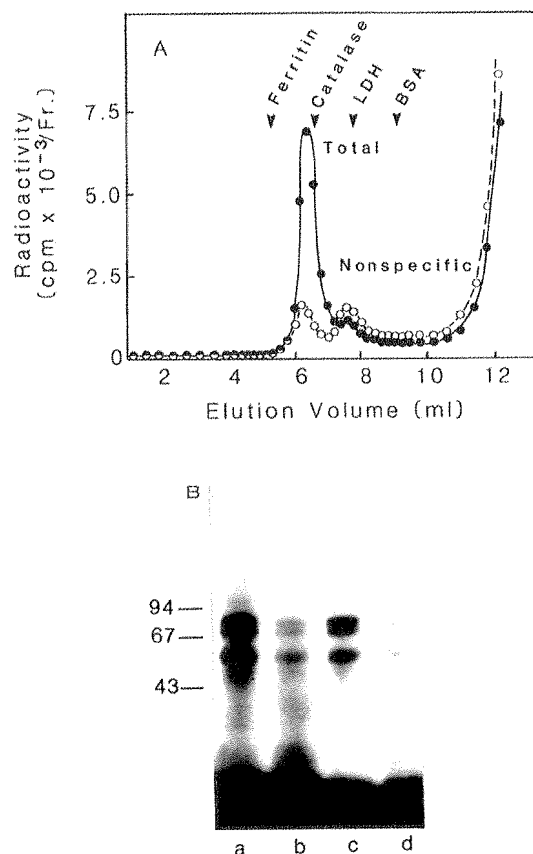 A
Ferritin
Catalase
LDH
BSA
Radioactivity
(cpm x 10⁻³/Fr.)
7.5
5.0
2.5
0
Total
Nonspecific
2 4 6 8 10 12
Elution Volume (ml)
B
94
67
43
a b c d